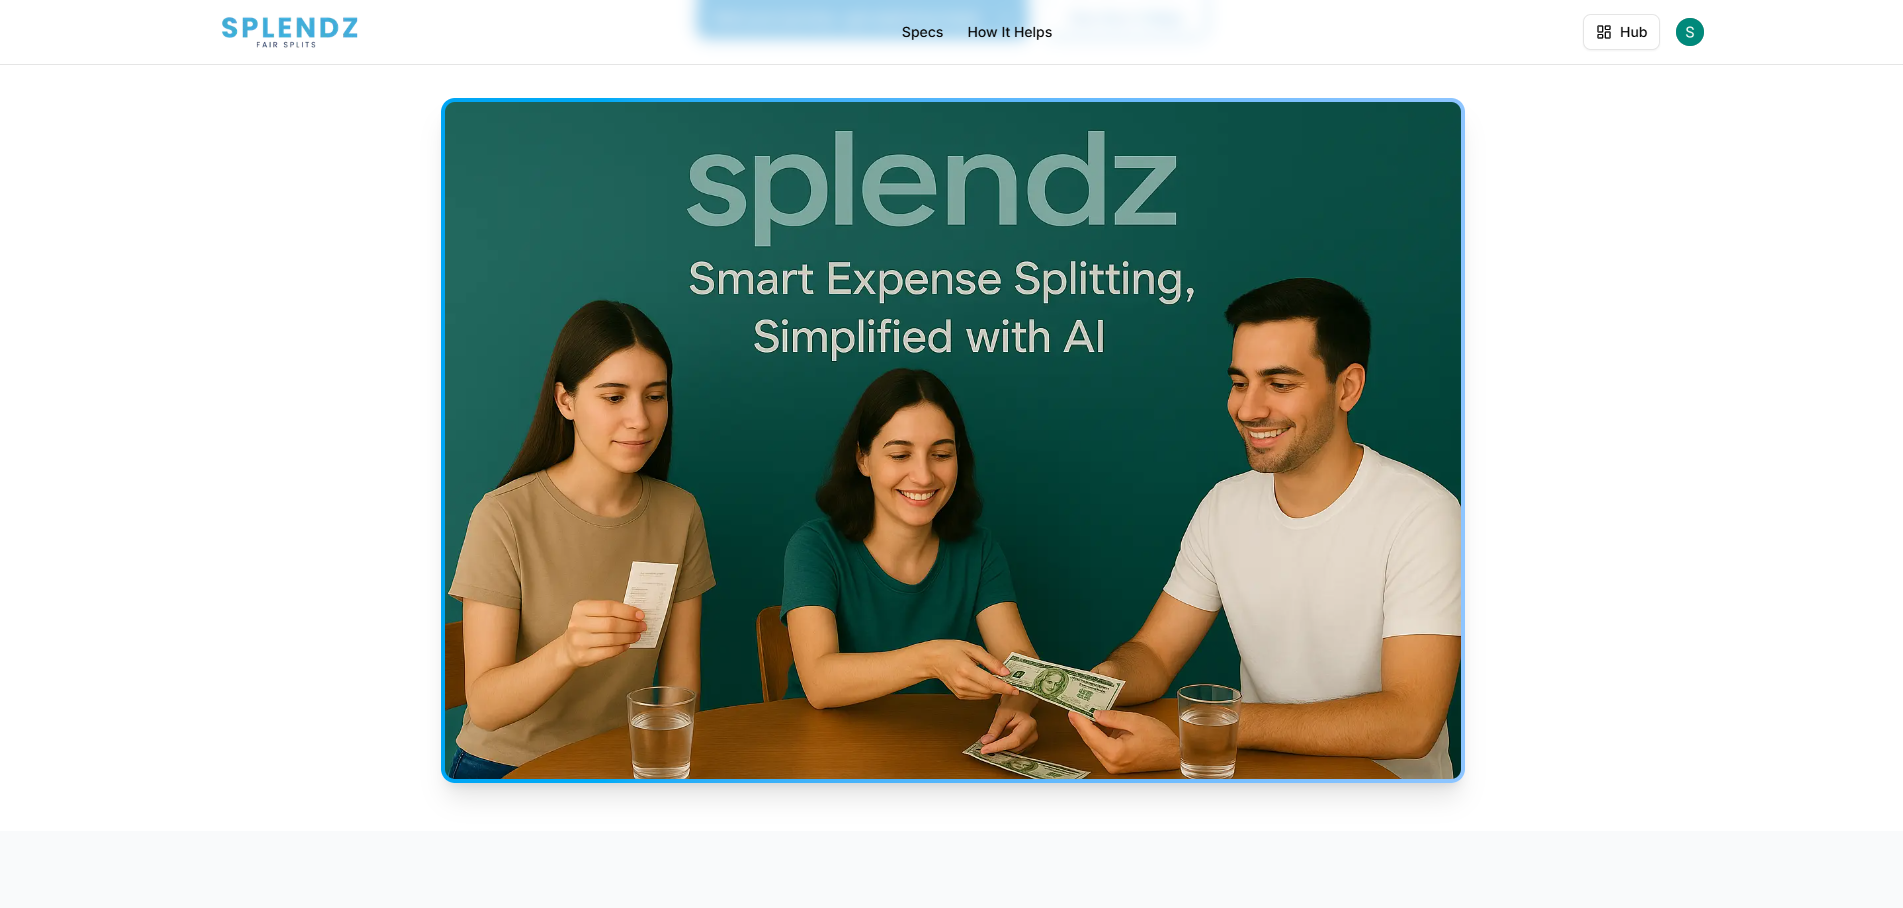 SPLENDZ
FAIR SPLITS
Specs
How It Helps
Hub
S
splendz
Smart Expense Splitting,
Simplified with AI